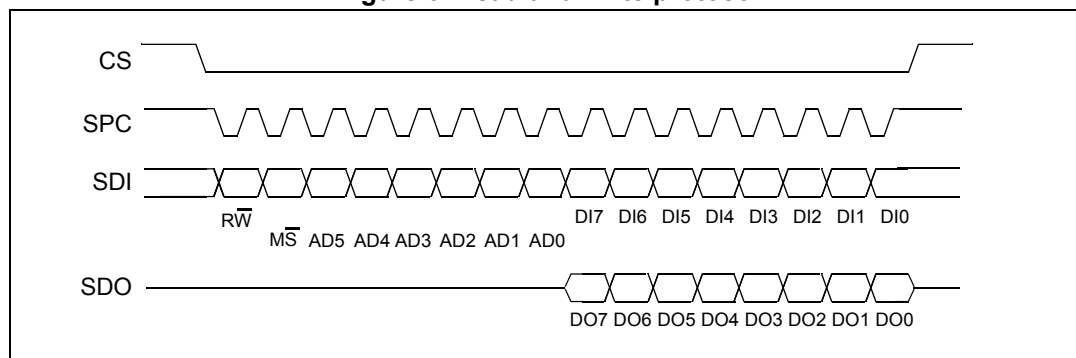 CS
SPC
SDI
RW̅
DI7 DI6 DI5 DI4 DI3 DI2 DI1 DI0
MS̅ AD5 AD4 AD3 AD2 AD1 AD0
SDO
DO7 DO6 DO5 DO4 DO3 DO2 DO1 DO0